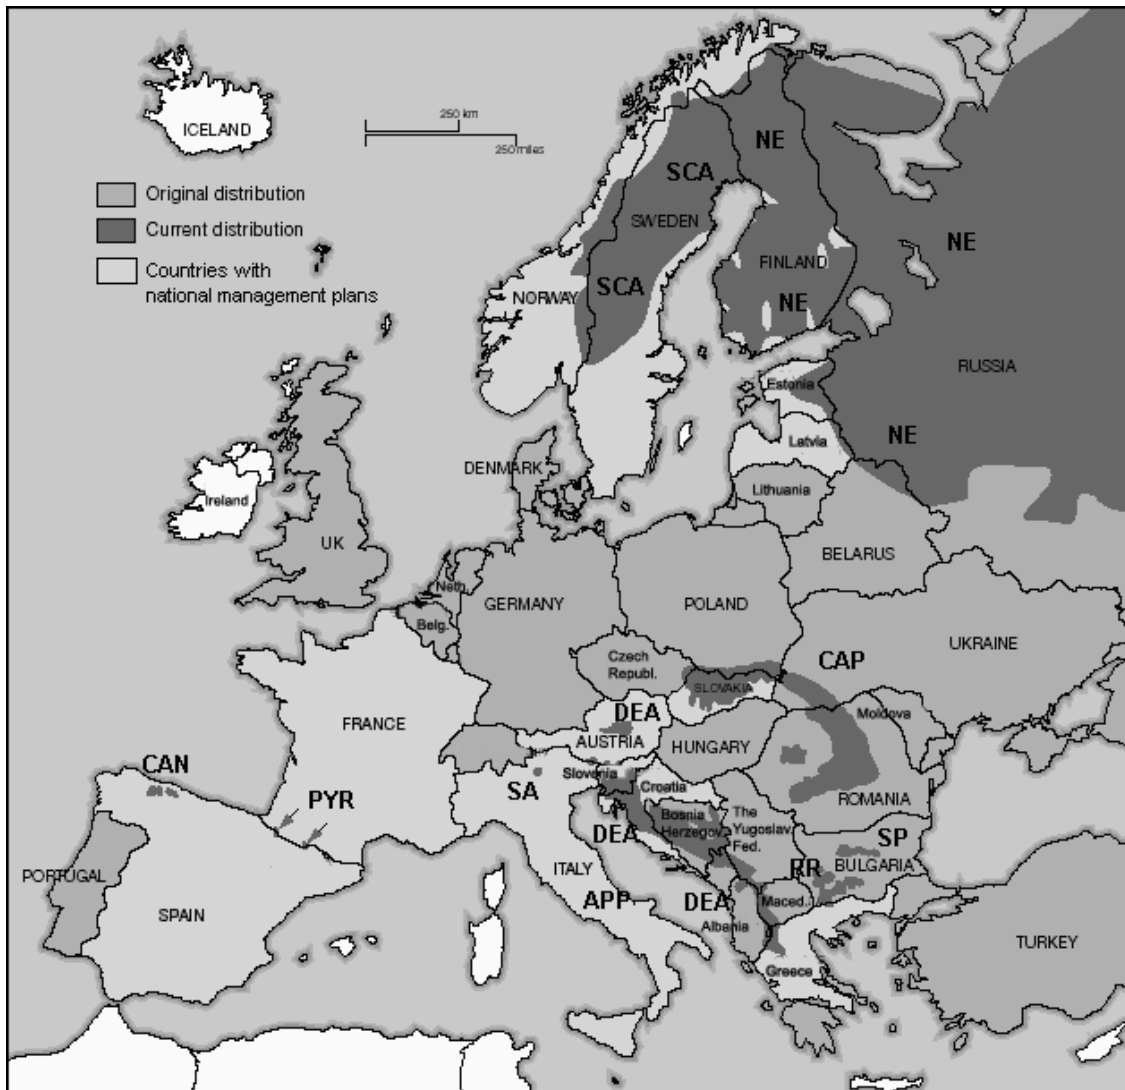 ICELAND
250 km
250 miles
Original distribution
Current distribution
Countries with
national management plans
NE
SCA
SWEDEN
NE
FINLAND
SCA
NORWAY
NE
RUSSIA
Estonia
NE
Latvia
DENMARK
Lithuania
Ireland
UK
BELARUS
Neth.
GERMANY
POLAND
Belg.
UKRAINE
Czech
Republ.
CAP
SLOVAKIA
FRANCE
DEA
Moldova
AUSTRIA
HUNGARY
CAN
Slovenia
Croatia
SA
PYR
ROMANIA
Bosnia
Herzegov.
The
Yugoslav.
Fed.
DEA
SP
BULGARIA
RR
ITALY
PORTUGAL
APP
DEA
Maced.
SPAIN
Albania
TURKEY
Greece